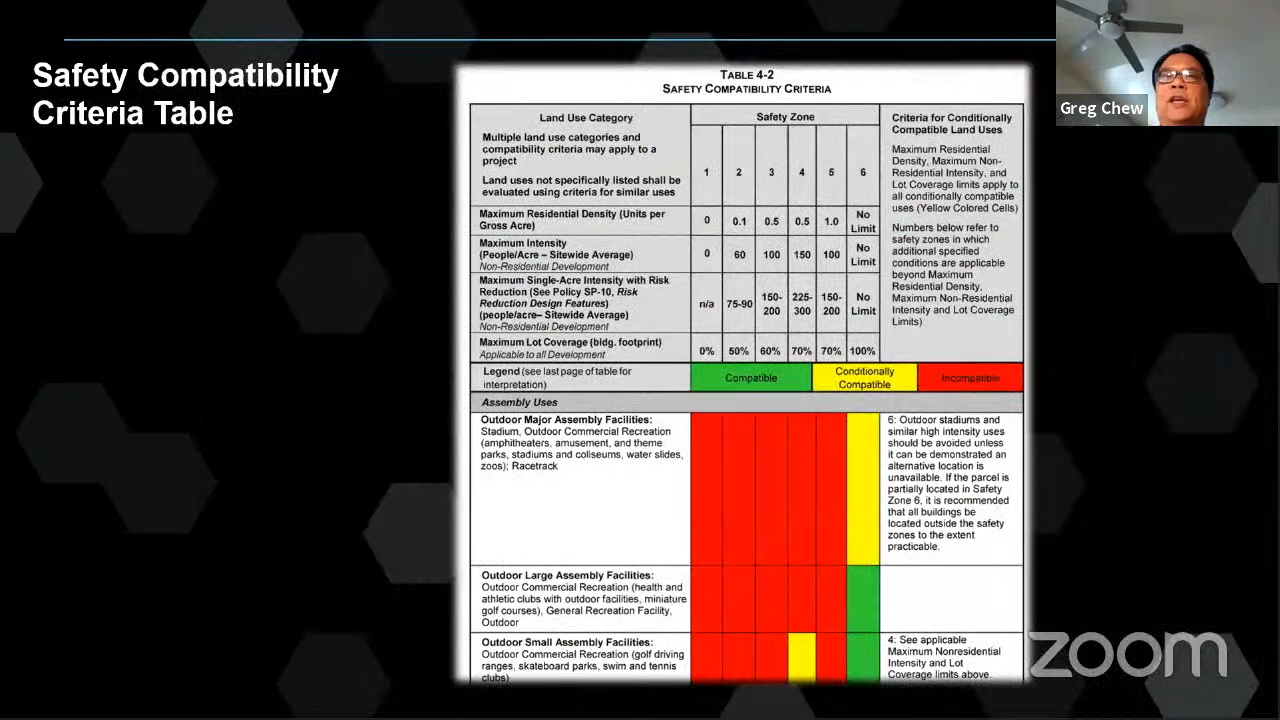 Safety Compatibility
Criteria Table
TABLE 4-2
SAFETY COMPATIBILITY CRITERIA
Land Use Category
Multiple land use categories and
compatibility criteria may apply to a
project
Land uses not specifically listed shall be
evaluated using criteria for similar uses
Safety Zone
1 2 3 4 5 6
Criteria for Conditionally
Compatible Land Uses
Maximum Residential
Density, Maximum Non-
Residential Intensity, and
Lot Coverage limits apply to
all conditionally compatible
uses (Yellow Colored Cells)
Numbers below refer to
safety zones in which
additional specified
conditions are applicable
beyond Maximum
Residential Density,
Maximum Non-Residential
Intensity and Lot Coverage
Limits)
Maximum Residential Density (Units per
Gross Acre)
0 0.1 0.5 0.5 1.0 No
Limit
Maximum Intensity
(People/Acre – Sitewide Average)
Non-Residential Development
0 60 100 150 100 No
Limit
Maximum Single-Acre Intensity with Risk
Reduction (See Policy SP-10, Risk
Reduction Design Features)
(people/acre– Sitewide Average)
Non-Residential Development
n/a 75-90 150-
200 225-
300 150-
200 No
Limit
Maximum Lot Coverage (bldg. footprint)
Applicable to all Development
0% 50% 60% 70% 70% 100%
Legend (see last page of table for
interpretation)
Compatible
Conditionally
Compatible
Incompatible
Assembly Uses
Outdoor Major Assembly Facilities:
Stadium, Outdoor Commercial Recreation
(amphitheaters, amusement, and theme
parks, stadiums and coliseums, water slides,
zoos); Racetrack
6: Outdoor stadiums and
similar high intensity uses
should be avoided unless
it can be demonstrated an
alternative location is
unavailable. If the parcel is
partially located in Safety
Zone 6, it is recommended
that all buildings be
located outside the safety
zones to the extent
practicable.
Outdoor Large Assembly Facilities:
Outdoor Commercial Recreation (health and
athletic clubs with outdoor facilities, miniature
golf courses), General Recreation Facility,
Outdoor
Outdoor Small Assembly Facilities:
Outdoor Commercial Recreation (golf driving
ranges, skateboard parks, swim and tennis
clubs)
4: See applicable
Maximum Nonresidential
Intensity and Lot
Coverage limits above.
Greg Chew
zoom